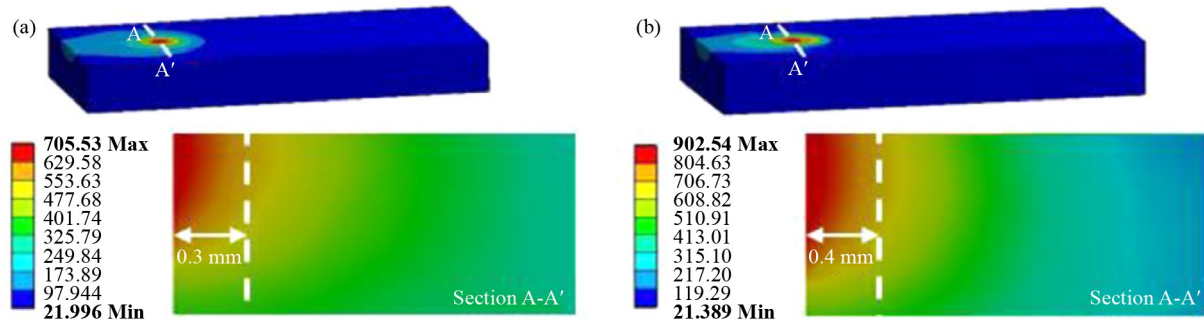 (a)
A
A′
705.53 Max
629.58
553.63
477.68
401.74
325.79
249.84
173.89
97.944
21.996 Min
0.3 mm
Section A-A′
(b)
A
A′
902.54 Max
804.63
706.73
608.82
510.91
413.01
315.10
217.20
119.29
21.389 Min
0.4 mm
Section A-A′